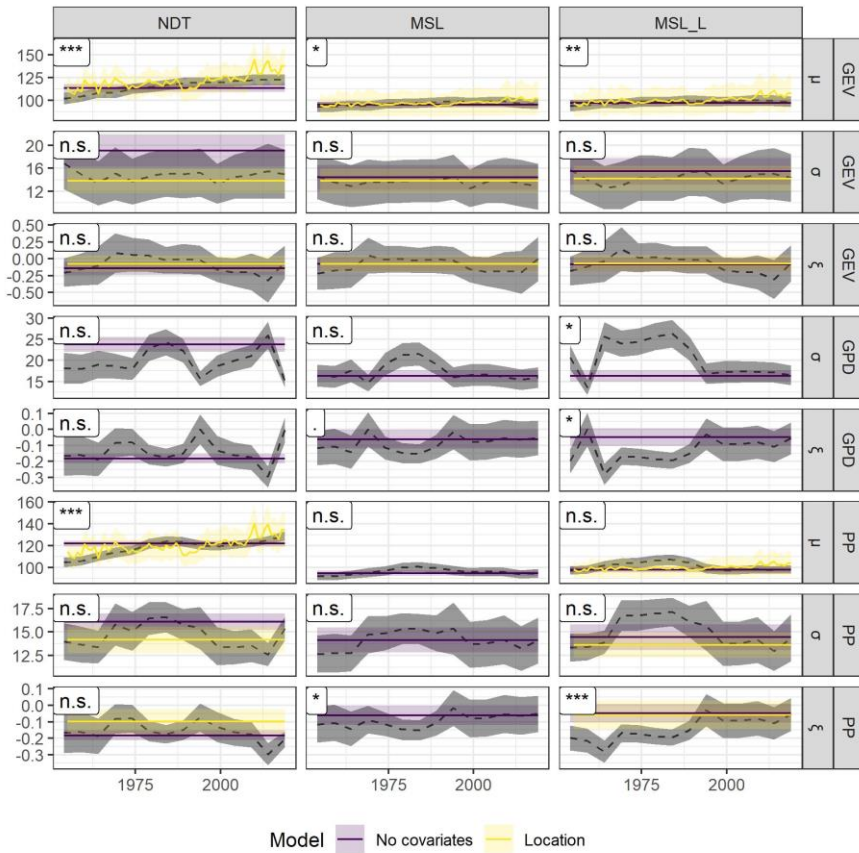 NDT MSL MSL_L
*** * **
150
125
100
μ GEV
n.s. n.s. n.s.
20
16
12
σ GEV
n.s. n.s. n.s.
0.50
0.25
0.00
-0.25
-0.50
ξ GEV
n.s. n.s. *
30
25
20
15
σ GPD
n.s. . *
0.1
0.0
-0.1
-0.2
-0.3
ξ GPD
*** n.s. n.s.
160
140
120
100
μ PP
n.s. n.s. n.s.
17.5
15.0
12.5
σ PP
n.s. * ***
0.1
0.0
-0.1
-0.2
-0.3
ξ PP
1975 2000 1975 2000 1975 2000
Model No covariates Location